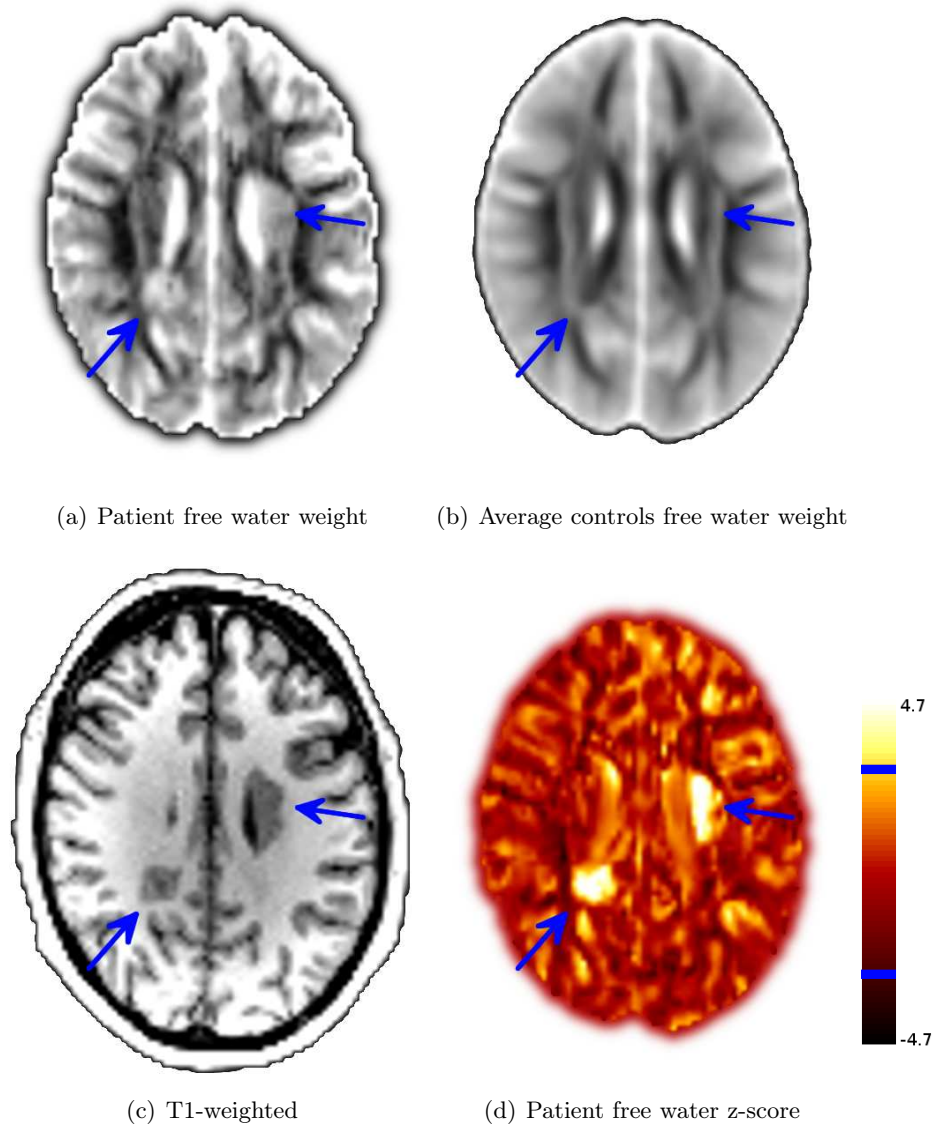 (a) Patient free water weight
(b) Average controls free water weight
4.7
-4.7
(c) T1-weighted
(d) Patient free water z-score